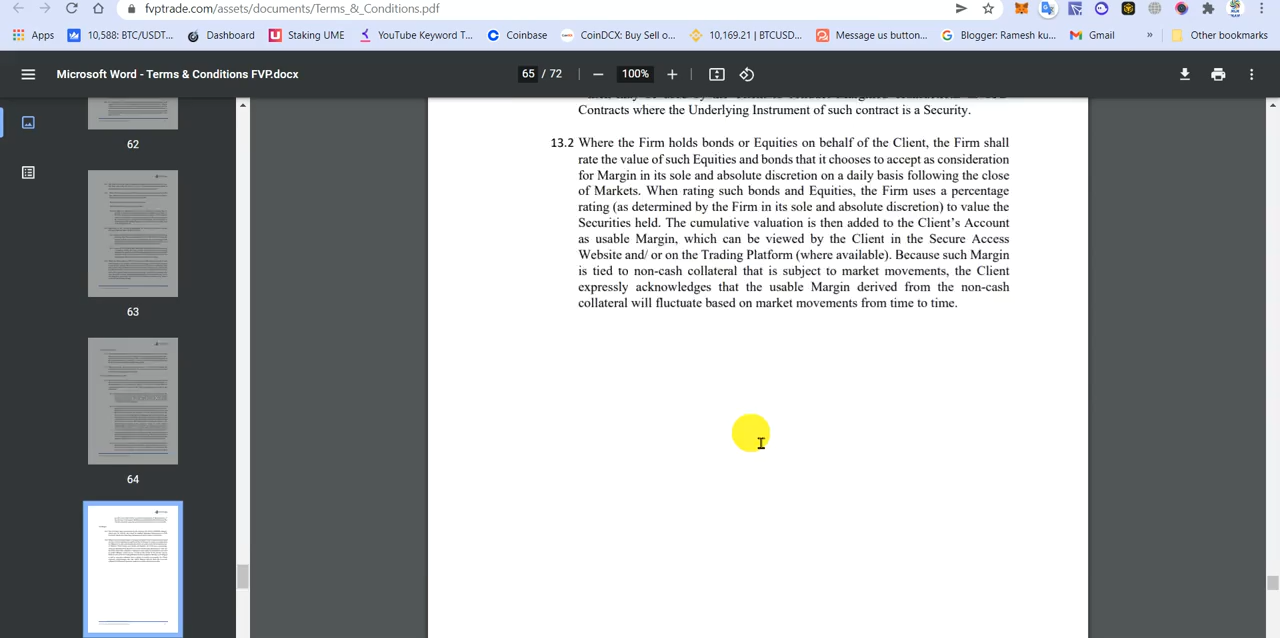 fvptrade.com/assets/documents/Terms_&_Conditions.pdf
Apps 10,588: BTC/USDT... Dashboard Staking UME YouTube Keyword T... Coinbase CoinDCX: Buy Sell o... 10,169.21 | BTCUSD... Message us button... Blogger: Ramesh ku... Gmail » Other bookmarks
Microsoft Word - Terms & Conditions FVP.docx 65 / 72 100%
Contracts where the Underlying Instrument of such contract is a Security.
13.2 Where the Firm holds bonds or Equities on behalf of the Client, the Firm shall
rate the value of such Equities and bonds that it chooses to accept as consideration
for Margin in its sole and absolute discretion on a daily basis following the close
of Markets. When rating such bonds and Equities, the Firm uses a percentage
rating (as determined by the Firm in its sole and absolute discretion) to value the
Securities held. The cumulative valuation is then added to the Client's Account
as usable Margin, which can be viewed by the Client in the Secure Access
Website and/ or on the Trading Platform (where available). Because such Margin
is tied to non-cash collateral that is subject to market movements, the Client
expressly acknowledges that the usable Margin derived from the non-cash
collateral will fluctuate based on market movements from time to time.
62
63
64